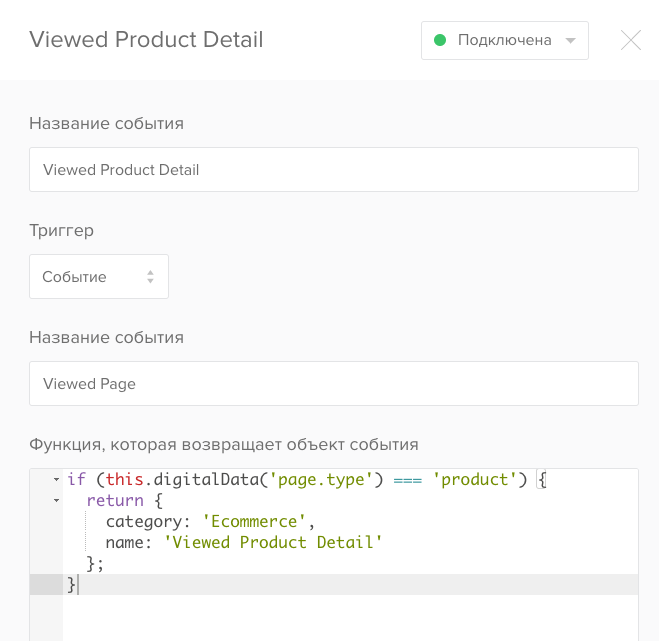 Viewed Product Detail
Подключена
Название события
Viewed Product Detail
Триггер
Событие
Название события
Viewed Page
Функция, которая возвращает объект события
if (this.digitalData('page.type') === 'product') {
  return {
    category: 'Ecommerce',
    name: 'Viewed Product Detail'
  };
}